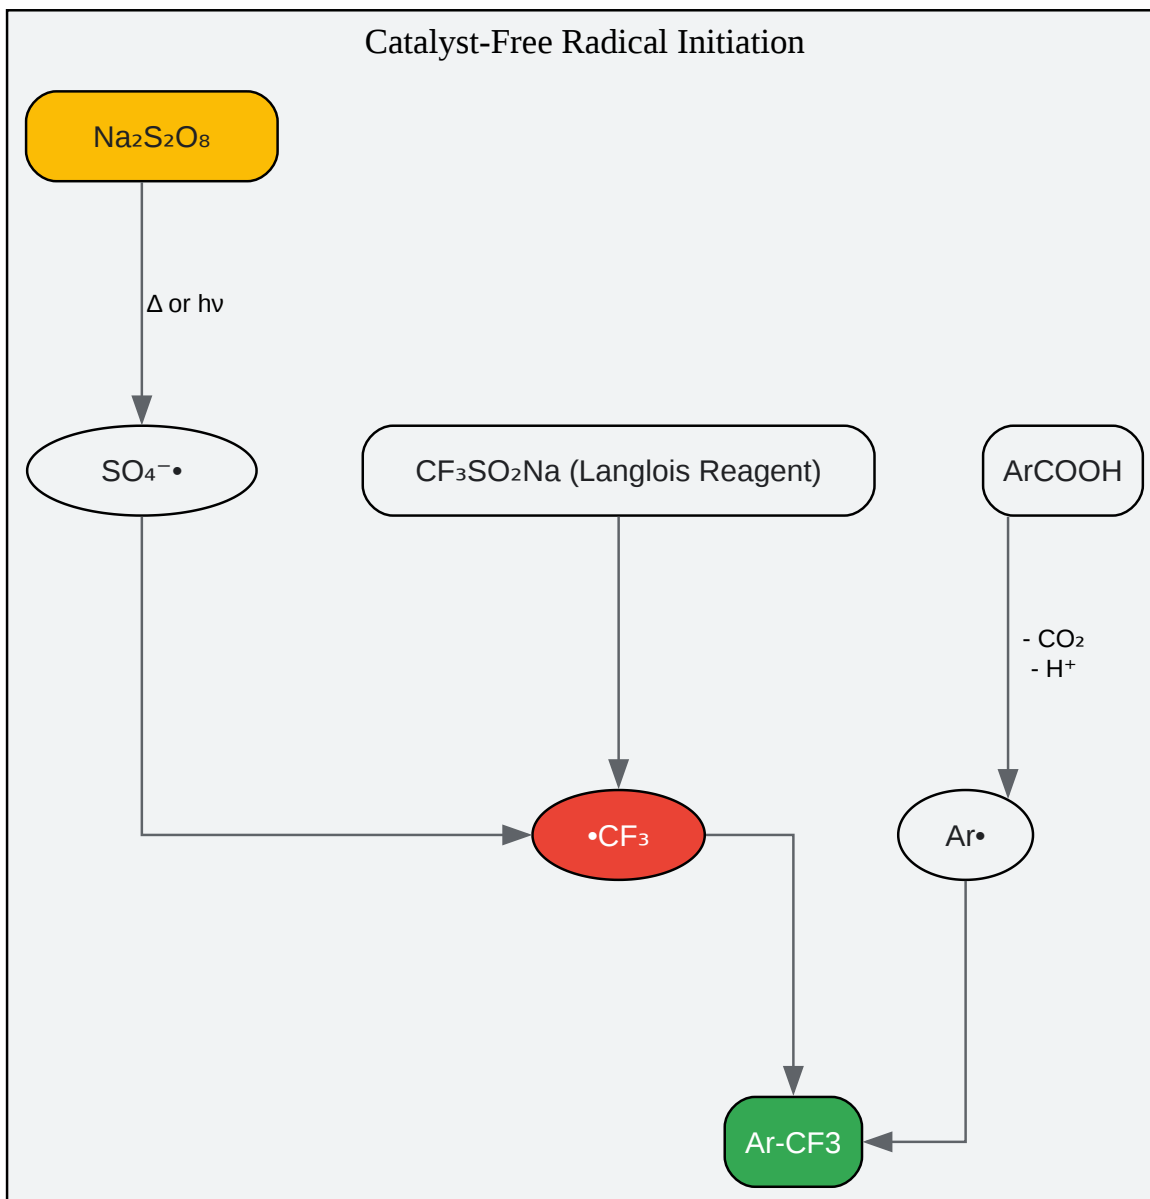 Catalyst-Free Radical Initiation
Na₂S₂O₈
Δ or hν
SO₄⁻•
CF₃SO₂Na (Langlois Reagent)
ArCOOH
- CO₂
- H⁺
•CF₃
Ar•
Ar-CF3